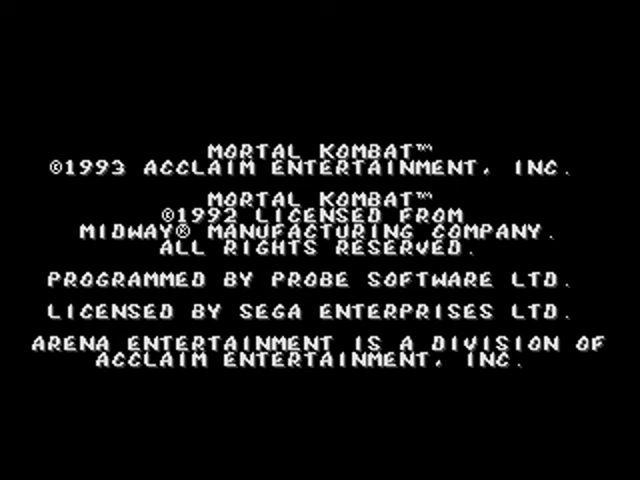 MORTAL KOMBAT™
©1993 ACCLAIM ENTERTAINMENT, INC.
MORTAL KOMBAT™
©1992 LICENSED FROM
MIDWAY® MANUFACTURING COMPANY.
ALL RIGHTS RESERVED.
PROGRAMMED BY PROBE SOFTWARE LTD.
LICENSED BY SEGA ENTERPRISES LTD.
ARENA ENTERTAINMENT IS A DIVISION OF
ACCLAIM ENTERTAINMENT, INC.